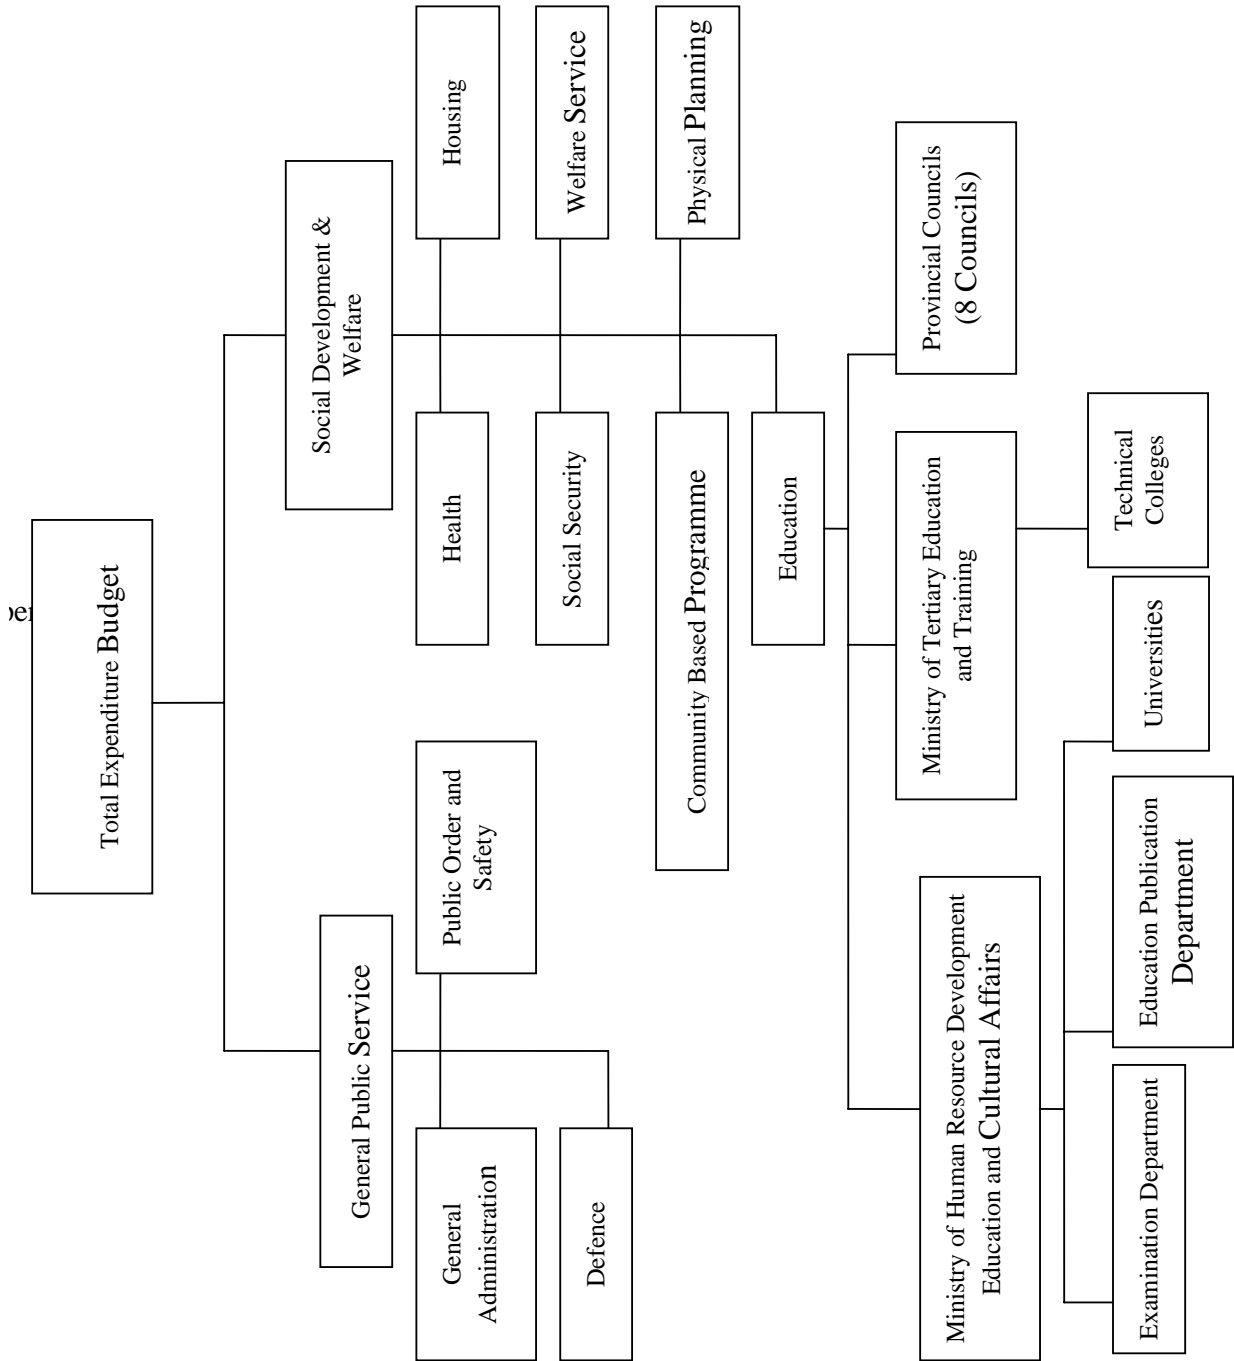 Total Expenditure Budget
General Public Service
Social Development &
Welfare
General
Administration
Public Order and
Safety
Defence
Health
Housing
Social Security
Welfare Service
Community Based Programme
Physical Planning
Education
Ministry of Human Resource Development
Education and Cultural Affairs
Ministry of Tertiary Education
and Training
Provincial Councils
(8 Councils)
Examination Department
Education Publication
Department
Universities
Technical
Colleges